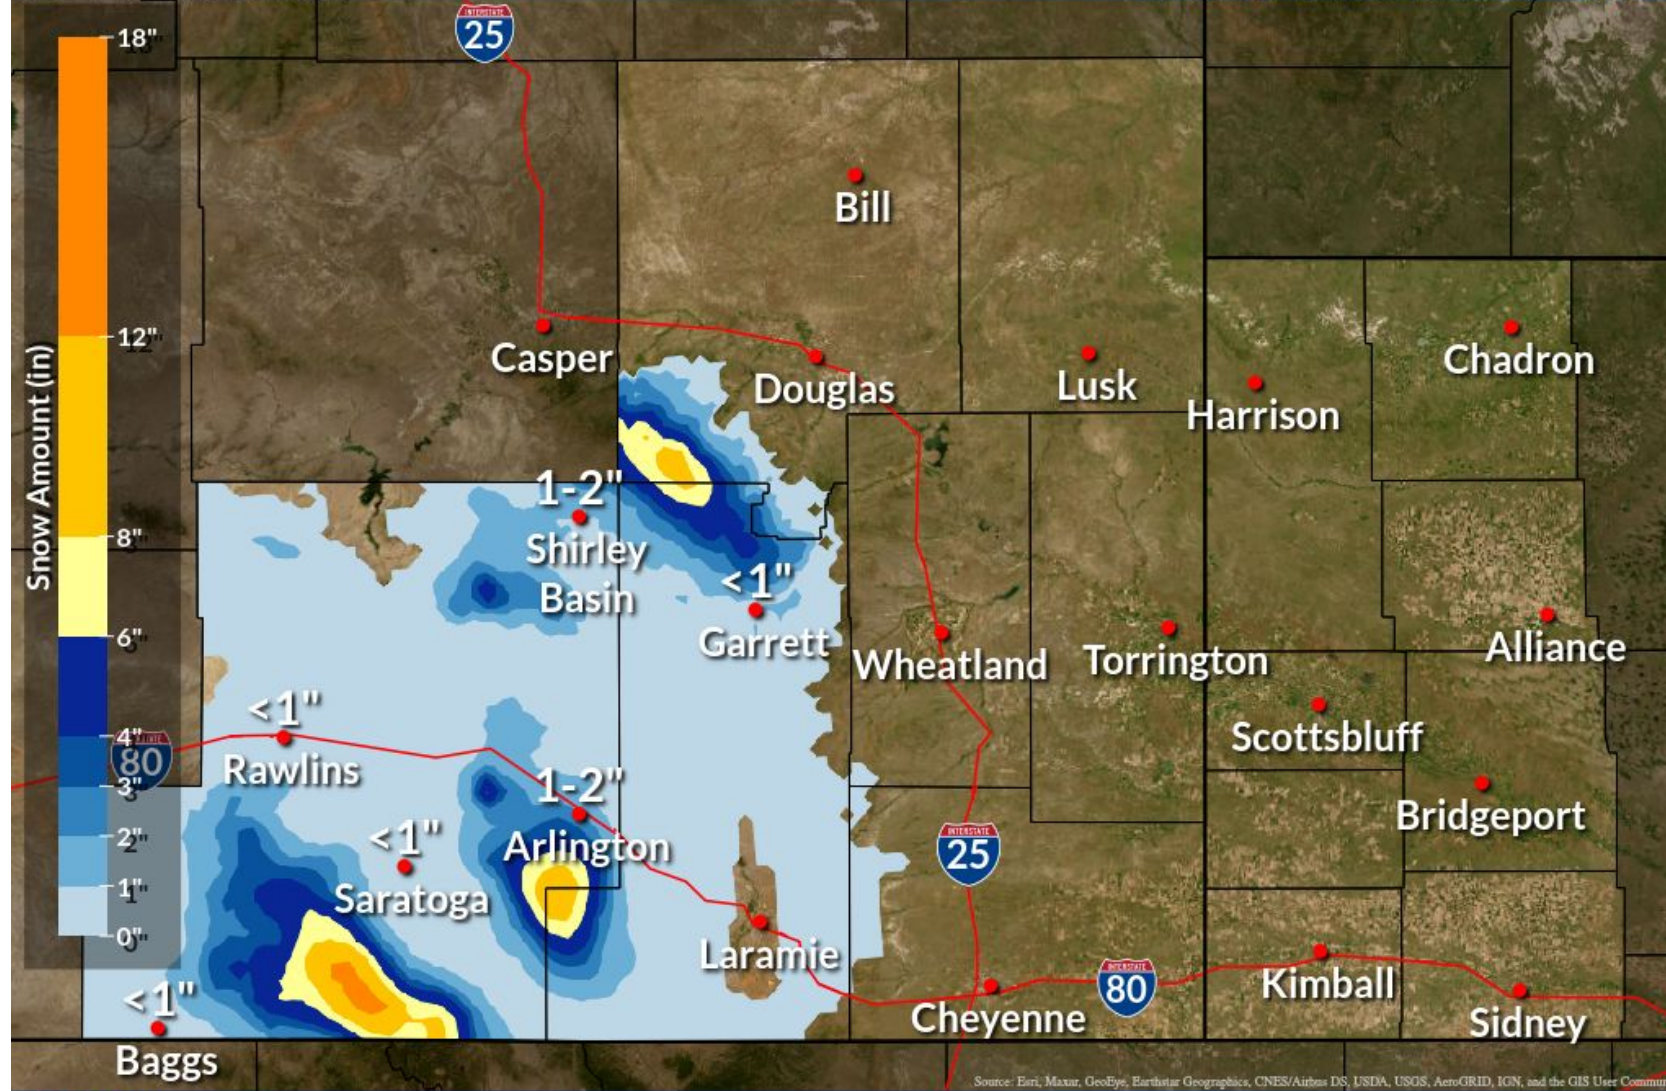 INTERSTATE
25
18"
12"
8"
6"
4"
3"
2"
1"
0"
Snow Amount (in)
Bill
Casper
Douglas
Lusk
Harrison
Chadron
1-2"
Shirley
Basin
<1"
Garrett
Wheatland
Torrington
Alliance
Scottsbluff
Bridgeport
<1"
Rawlins
80
1-2"
Arlington
<1"
Saratoga
INTERSTATE
25
Laramie
<1"
Baggs
Cheyenne
INTERSTATE
80
Kimball
Sidney
Source: Esri, Maxar, GeoEye, Earthstar Geographics, CNES/Airbus DS, USDA, USGS, AeroGRID, IGN, and the GIS User Commu